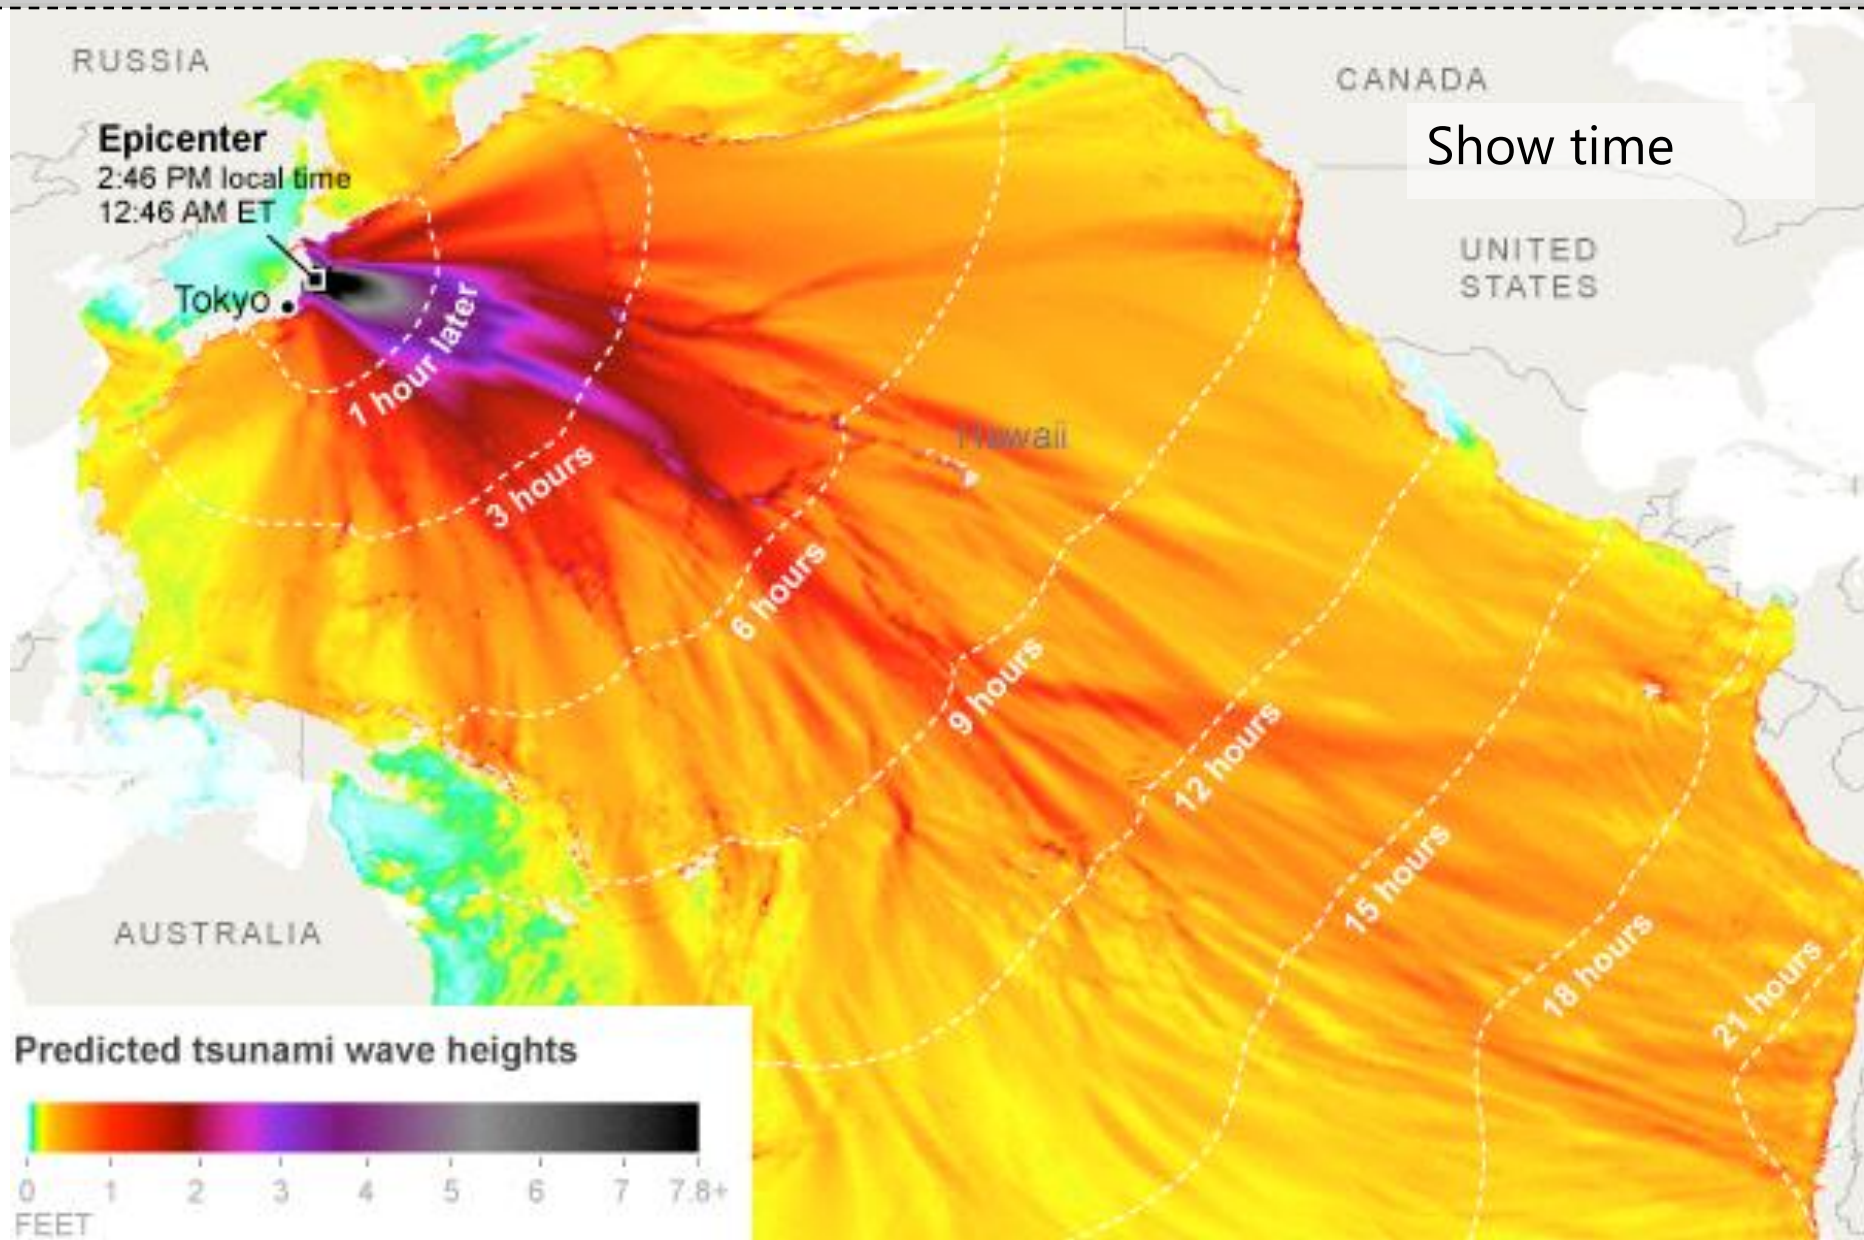 RUSSIA
CANADA
Show time
Epicenter
2:46 PM local time
12:46 AM ET
UNITED
STATES
Tokyo
1 hour later
Hawaii
3 hours
6 hours
9 hours
12 hours
15 hours
18 hours
21 hours
AUSTRALIA
Predicted tsunami wave heights
0 1 2 3 4 5 6 7 7.8+
FEET